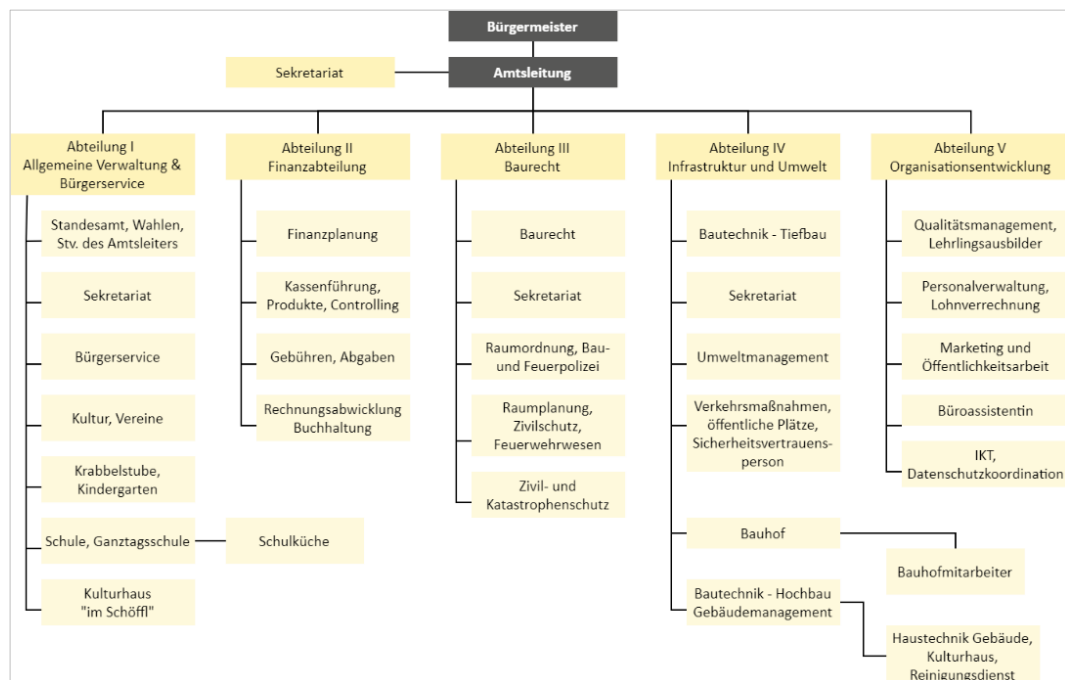 Bürgermeister
Sekretariat
Amtsleitung
Abteilung I
Allgemeine Verwaltung &
Bürgerservice
Standesamt, Wahlen,
Stv. des Amtsleiters
Sekretariat
Bürgerservice
Kultur, Vereine
Krabbelstube,
Kindergarten
Schule, Ganztagsschule
Schulküche
Kulturhaus
"im Schöffl"
Abteilung II
Finanzabteilung
Finanzplanung
Kassenführung,
Produkte, Controlling
Gebühren, Abgaben
Rechnungsabwicklung
Buchhaltung
Abteilung III
Baurecht
Baurecht
Sekretariat
Raumordnung, Bau-
und Feuerpolizei
Raumplanung,
Zivilschutz,
Feuerwehrwesen
Zivil- und
Katastrophenschutz
Abteilung IV
Infrastruktur und Umwelt
Bautechnik - Tiefbau
Sekretariat
Umweltmanagement
Verkehrsmaßnahmen,
öffentliche Plätze,
Sicherheitsvertrauens-
person
Bauhof
Bauhofmitarbeiter
Bautechnik - Hochbau
Gebäudemanagement
Haustechnik Gebäude,
Kulturhaus,
Reinigungsdienst
Abteilung V
Organisationsentwicklung
Qualitätsmanagement,
Lehrlingsausbilder
Personalverwaltung,
Lohnverrechnung
Marketing und
Öffentlichkeitsarbeit
Büroassistentin
IKT,
Datenschutzkoordination